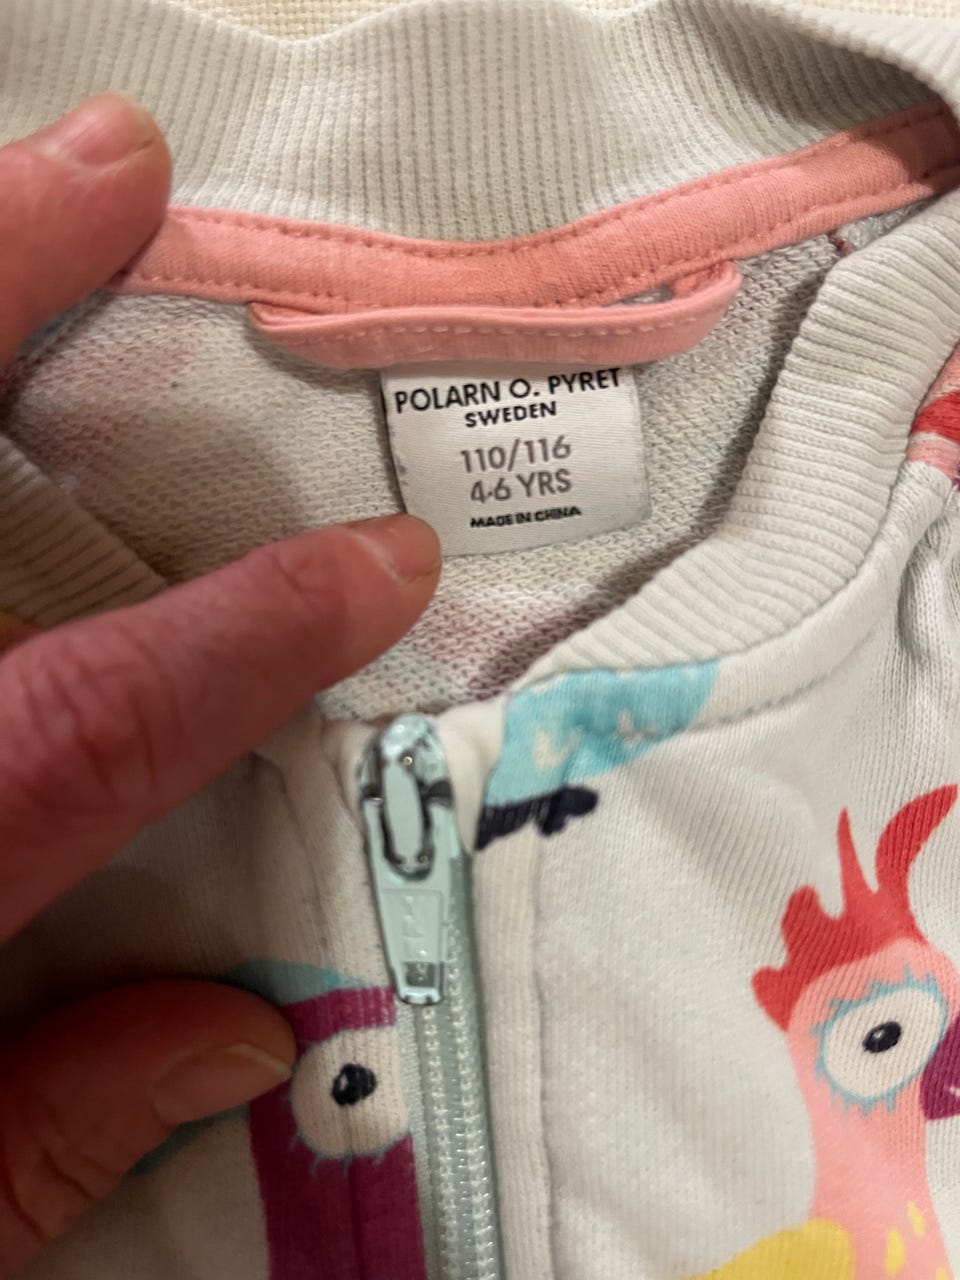 POLARN O. PYRET
SWEDEN
110/116
4-6 YRS
MADE IN CHINA